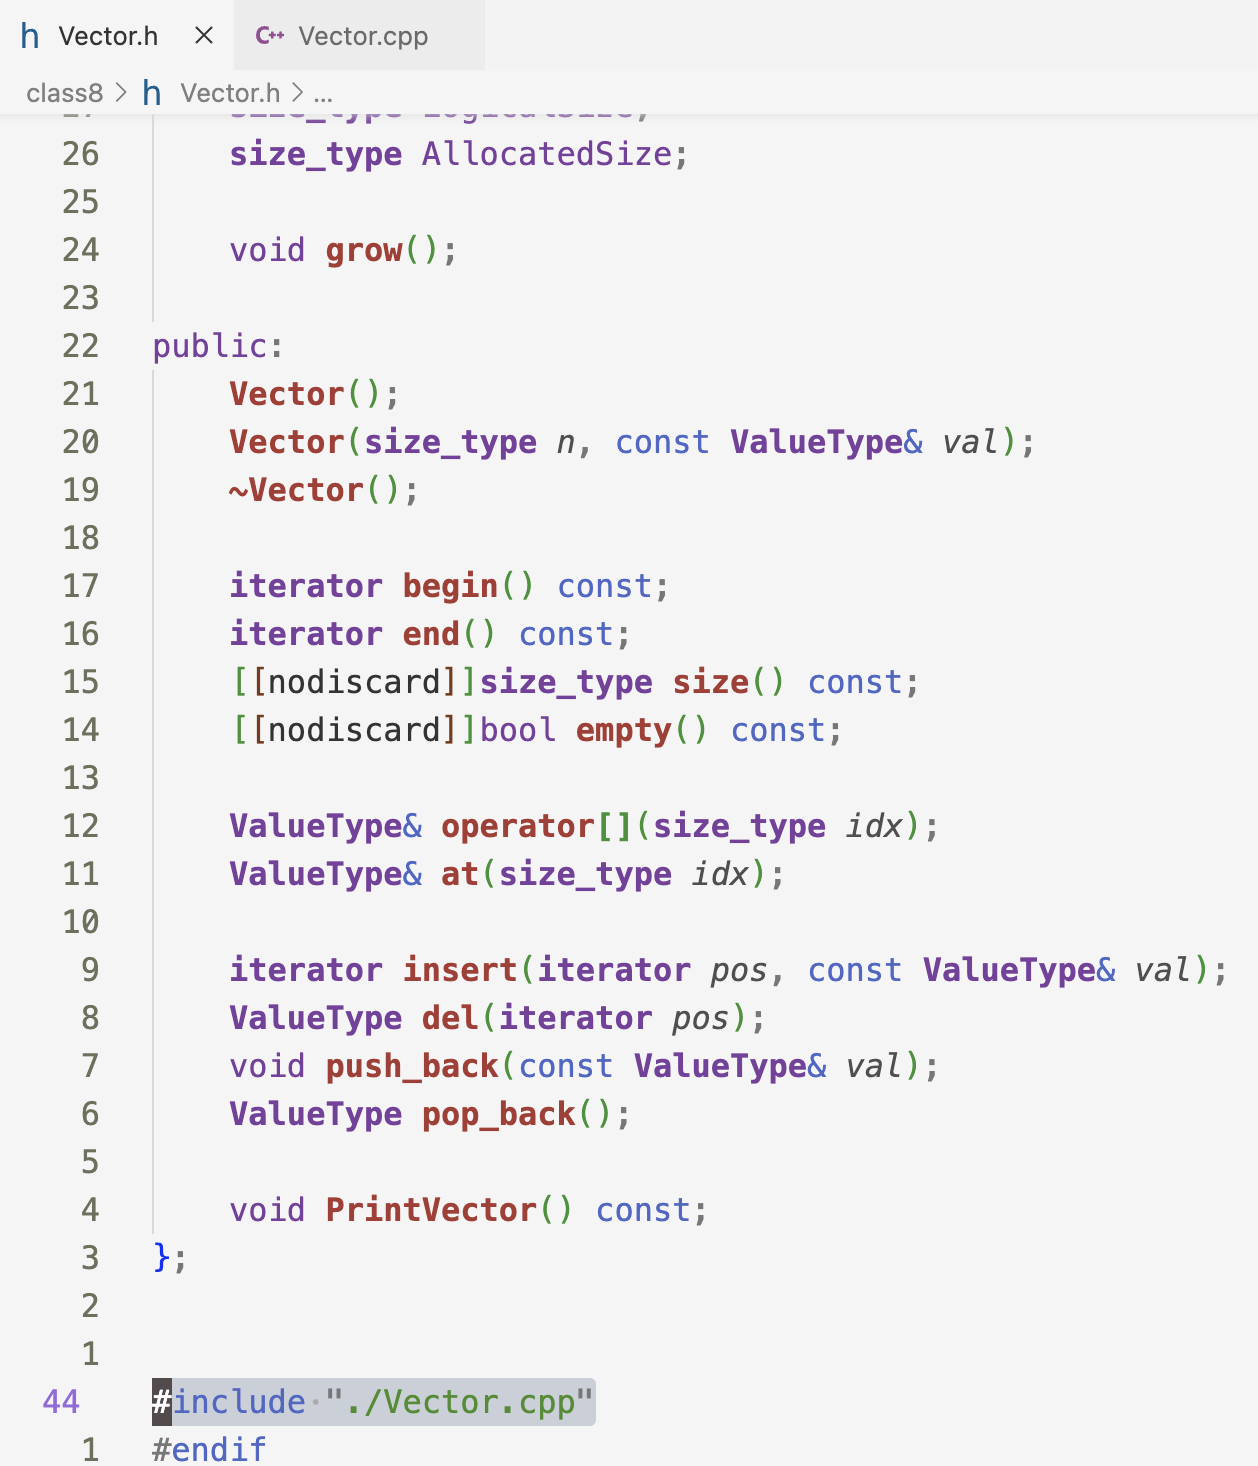 h Vector.h × C++ Vector.cpp
class8 > h Vector.h > ...
27 size_type LogicalSize;
26 size_type AllocatedSize;
25
24 void grow();
23
22 public:
21 Vector();
20 Vector(size_type n, const ValueType& val);
19 ~Vector();
18
17 iterator begin() const;
16 iterator end() const;
15 [[nodiscard]]size_type size() const;
14 [[nodiscard]]bool empty() const;
13
12 ValueType& operator[](size_type idx);
11 ValueType& at(size_type idx);
10
9 iterator insert(iterator pos, const ValueType& val);
8 ValueType del(iterator pos);
7 void push_back(const ValueType& val);
6 ValueType pop_back();
5
4 void PrintVector() const;
3 };
2
1
44 #include·"./Vector.cpp"
1 #endif